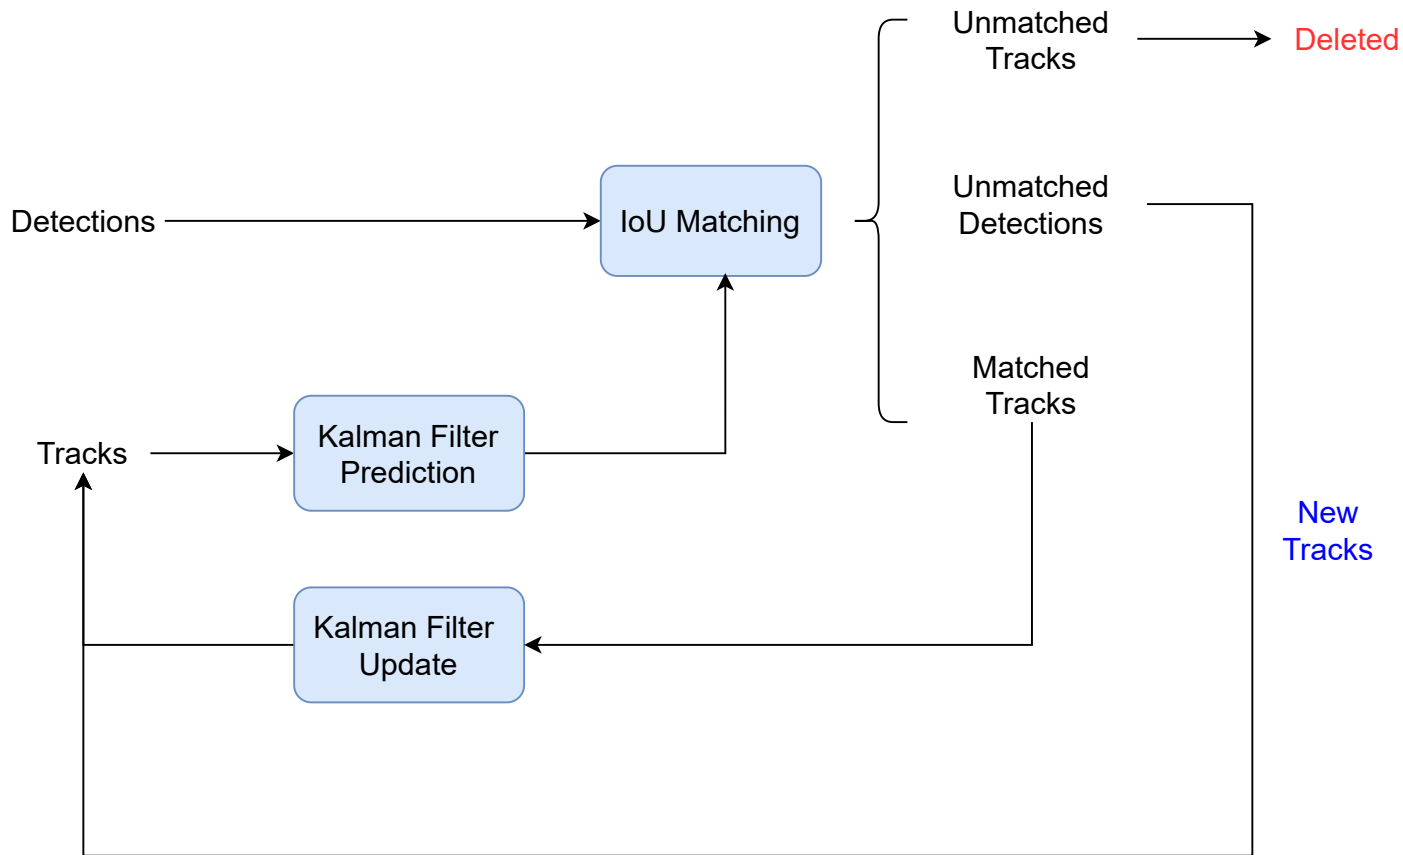 Unmatched
Tracks
Deleted
Detections
IoU Matching
Unmatched
Detections
Matched
Tracks
Tracks
Kalman Filter
Prediction
New
Tracks
Kalman Filter
Update